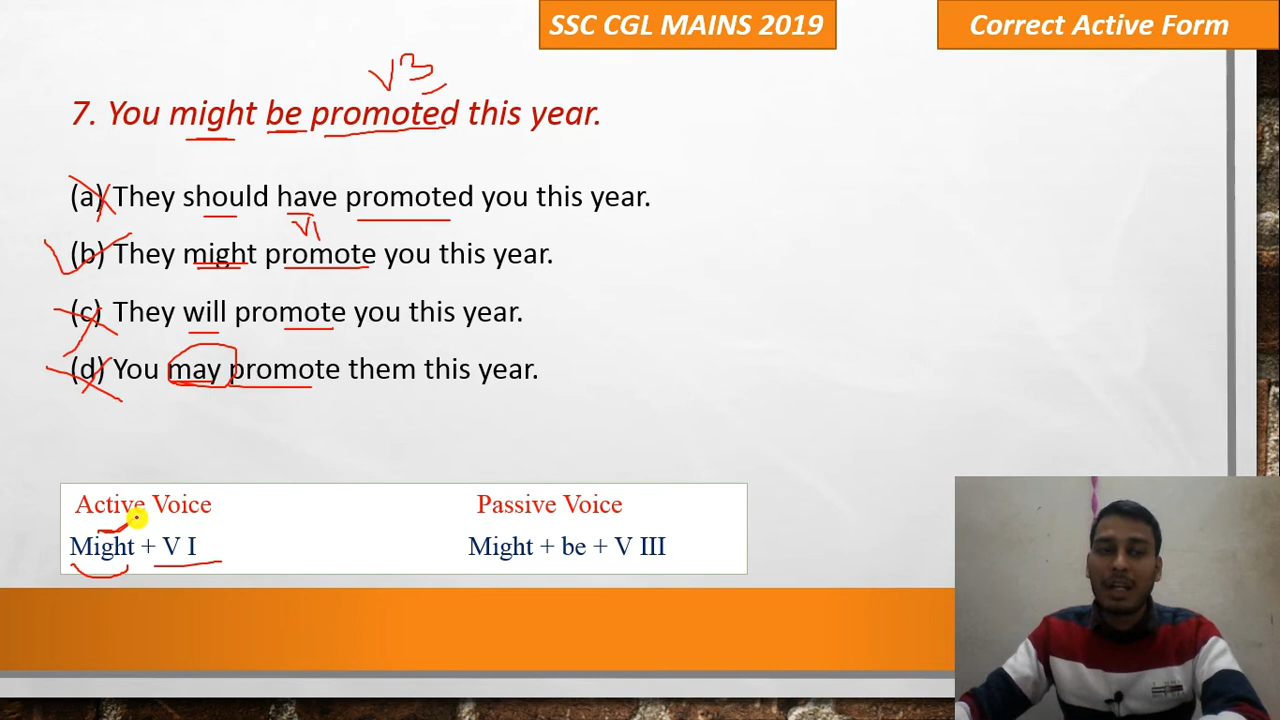 SSC CGL MAINS 2019
Correct Active Form
V3
7. You might be promoted this year.
(a) They should have promoted you this year.
V1
(b) They might promote you this year.
(c) They will promote you this year.
(d) You may promote them this year.
Active Voice
Passive Voice
Might + V I
Might + be + V III